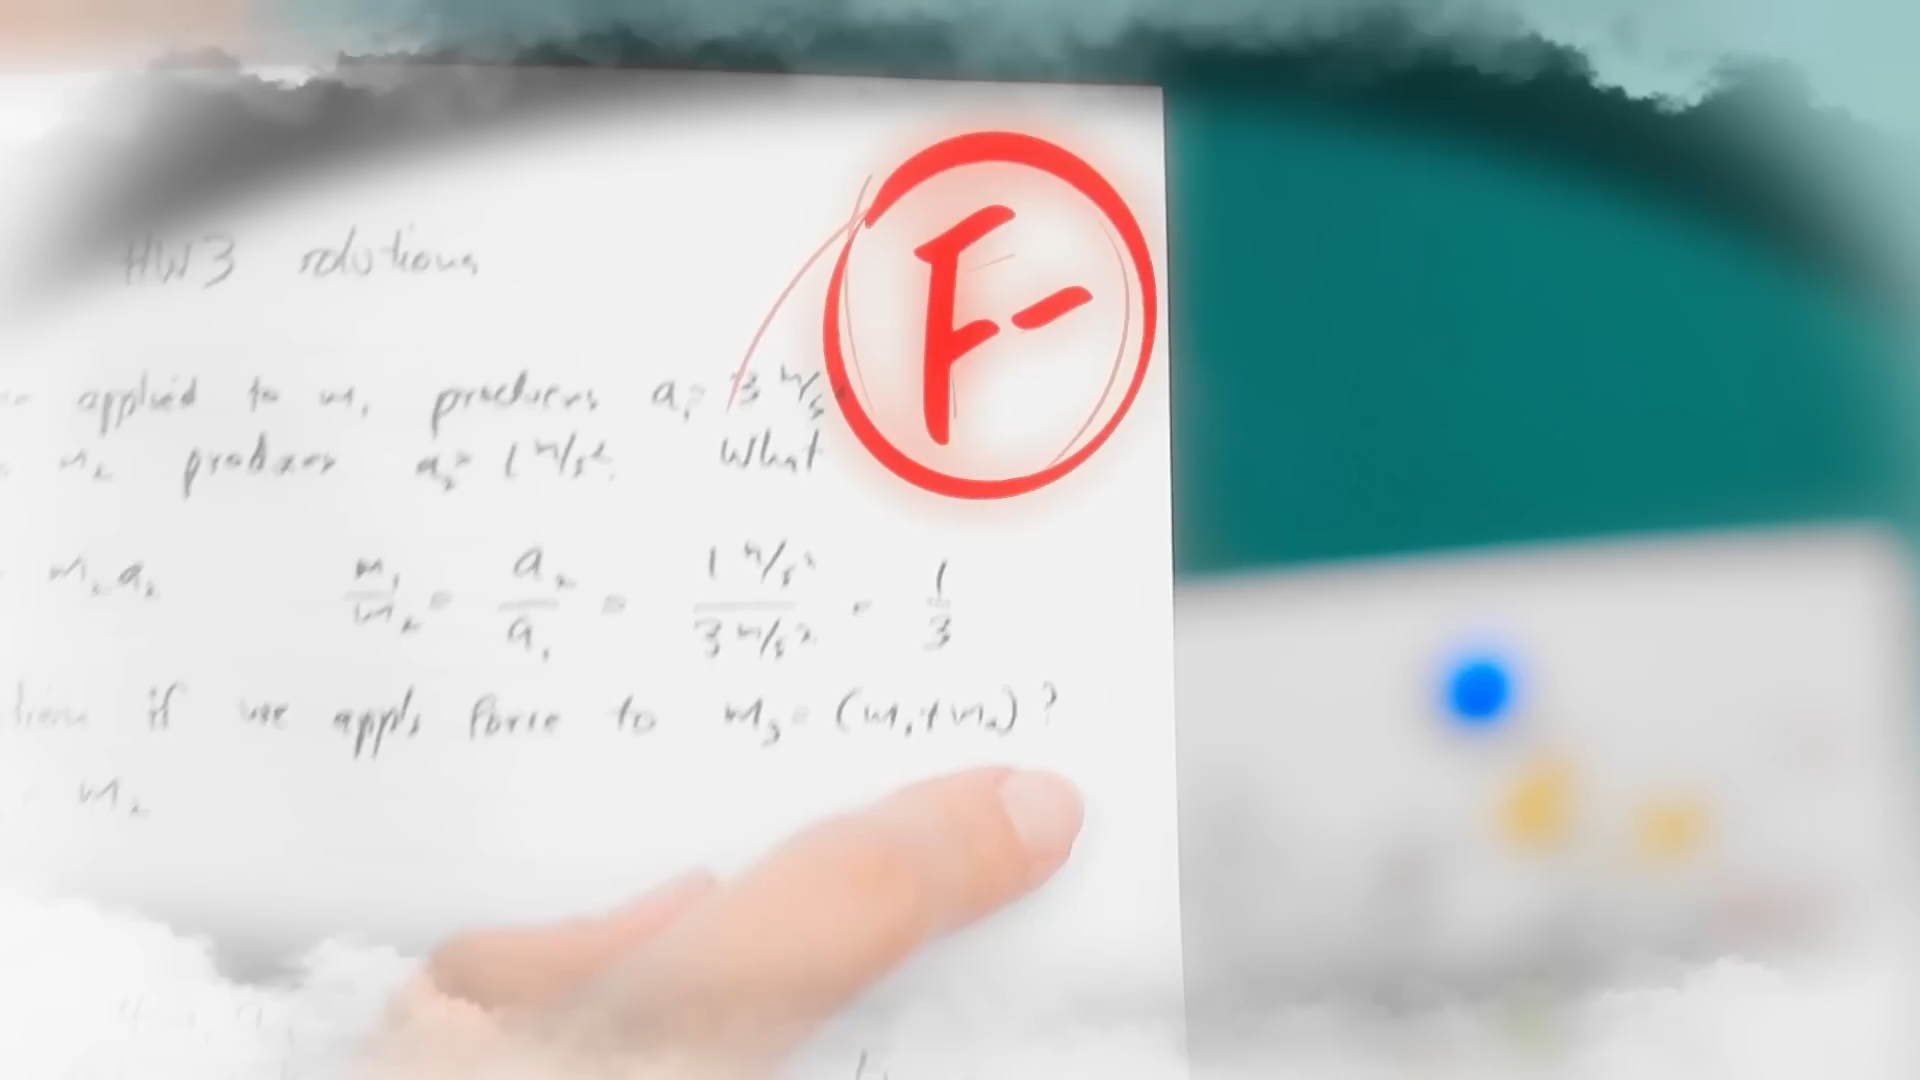 HW3 solutions
F-
applied to m₁ produces a₁= 3 m/s²
m₂ produces a₂= 1 m/s². What
m₂a₂ m₁/m₂ = a₂/a₁ = 1 m/s²/3 m/s² = 1/3
if we apply force to m₃= (m₁+m₂)?
m₂